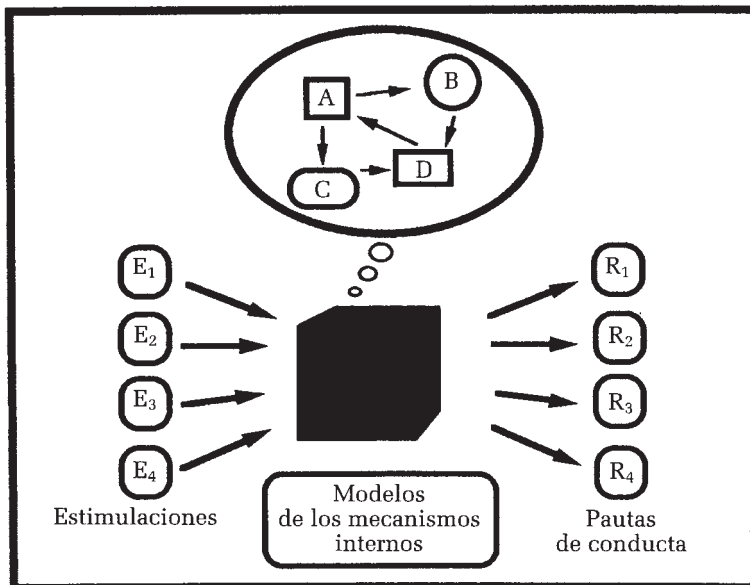 A
B
C
D
E1
E2
E3
E4
R1
R2
R3
R4
Estimulaciones
Modelos
de los mecanismos
internos
Pautas
de conducta